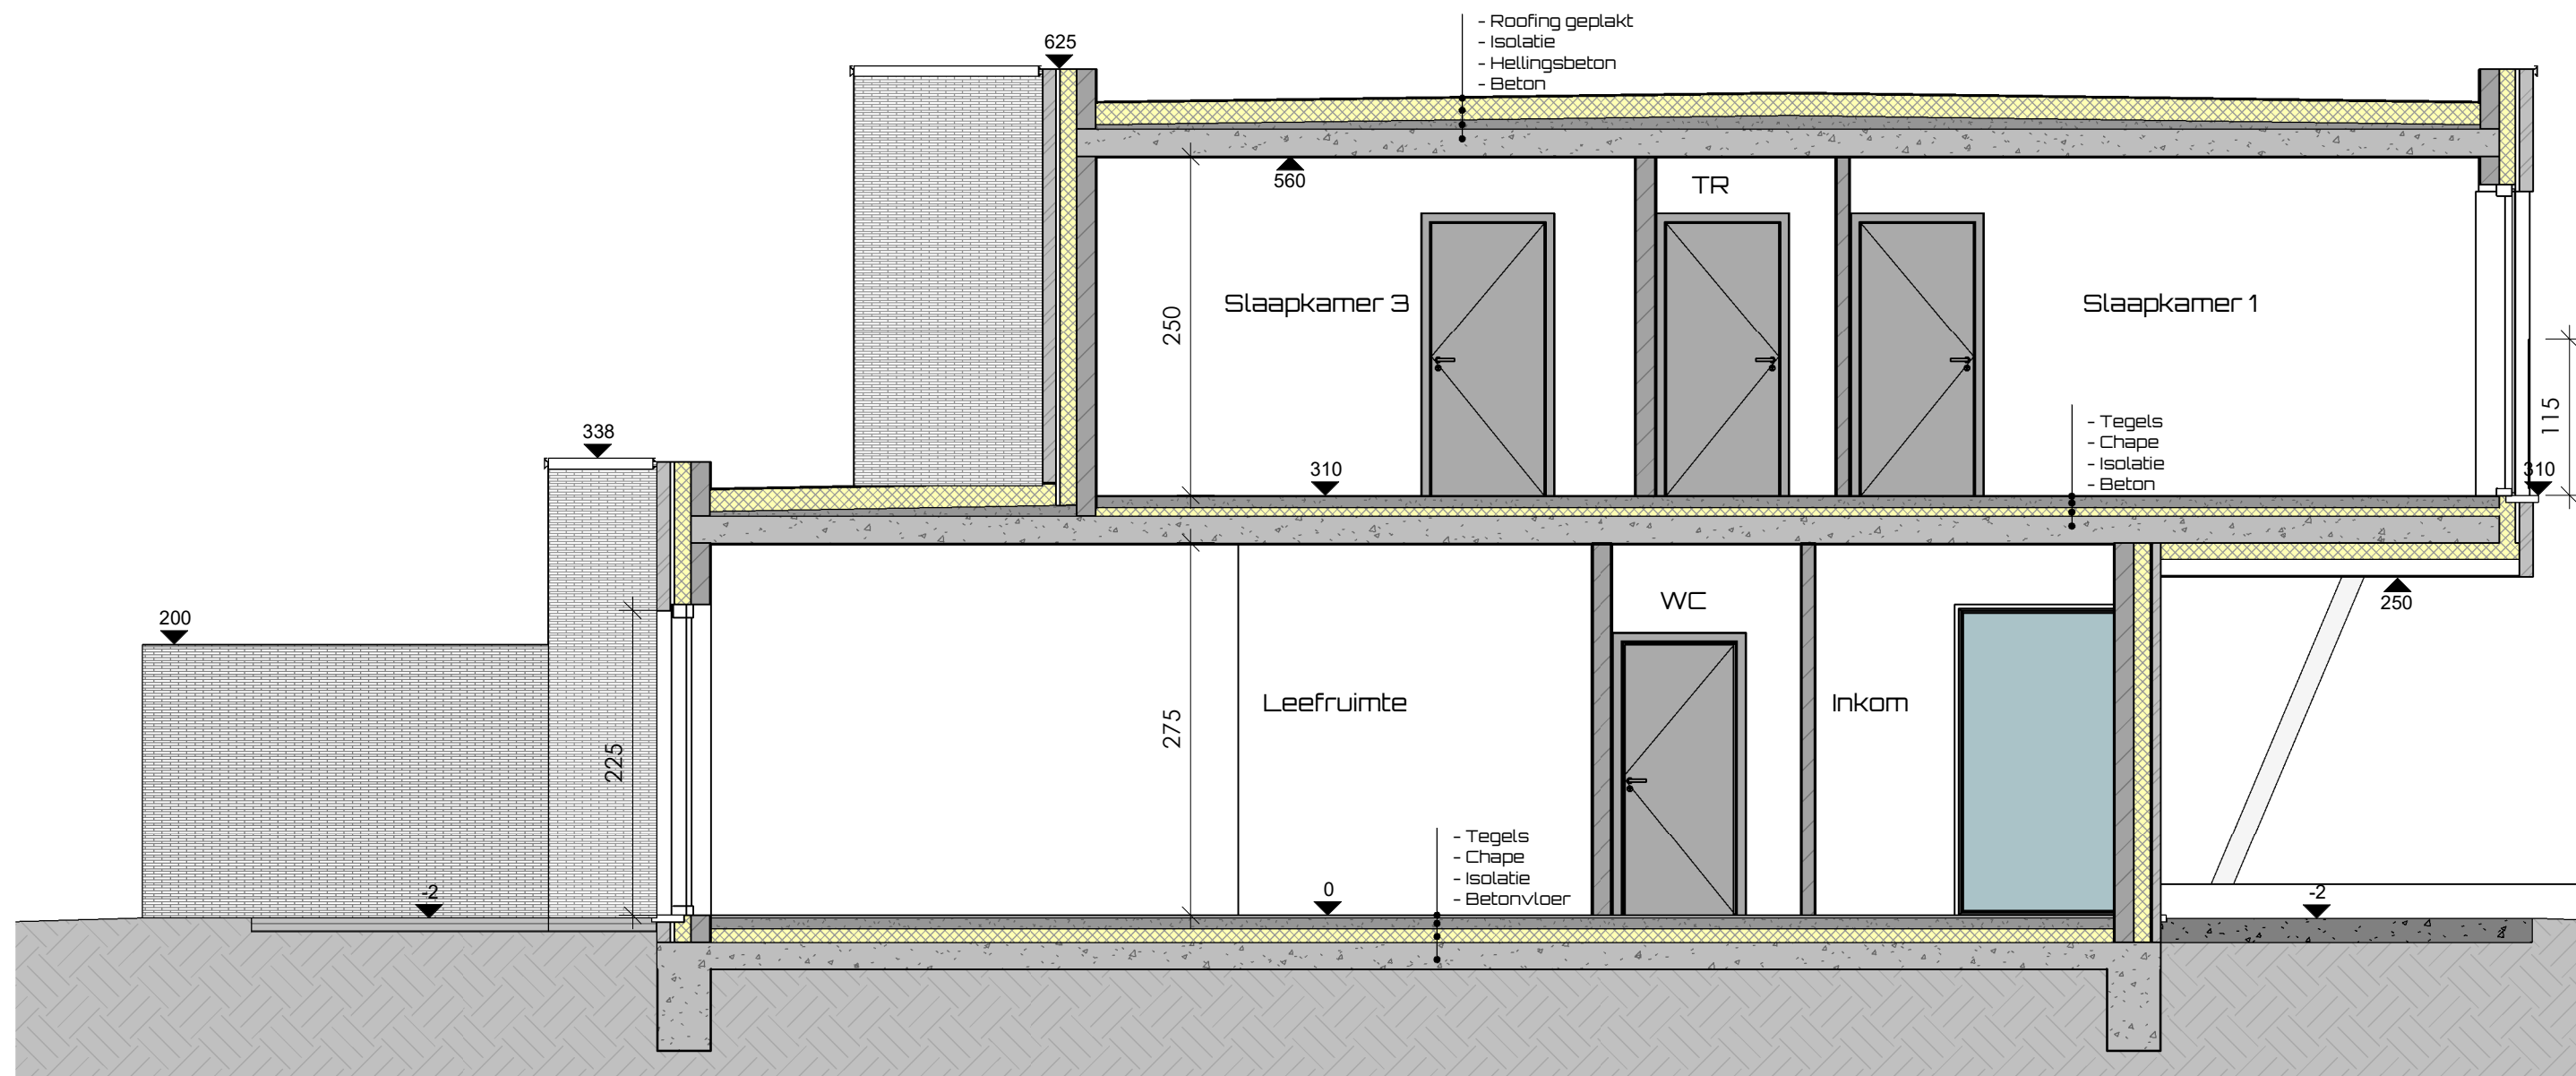 - Roofing geplakt
- Isolatie
- Hellingsbeton
- Beton
625
560
TR
250
Slaapkamer 3
Slaapkamer 1
115
338
310
- Tegels
- Chape
- Isolatie
- Beton
310
200
WC
250
225
275
Leefruimte
Inkom
- Tegels
- Chape
- Isolatie
- Betonvloer
-2
0
-2